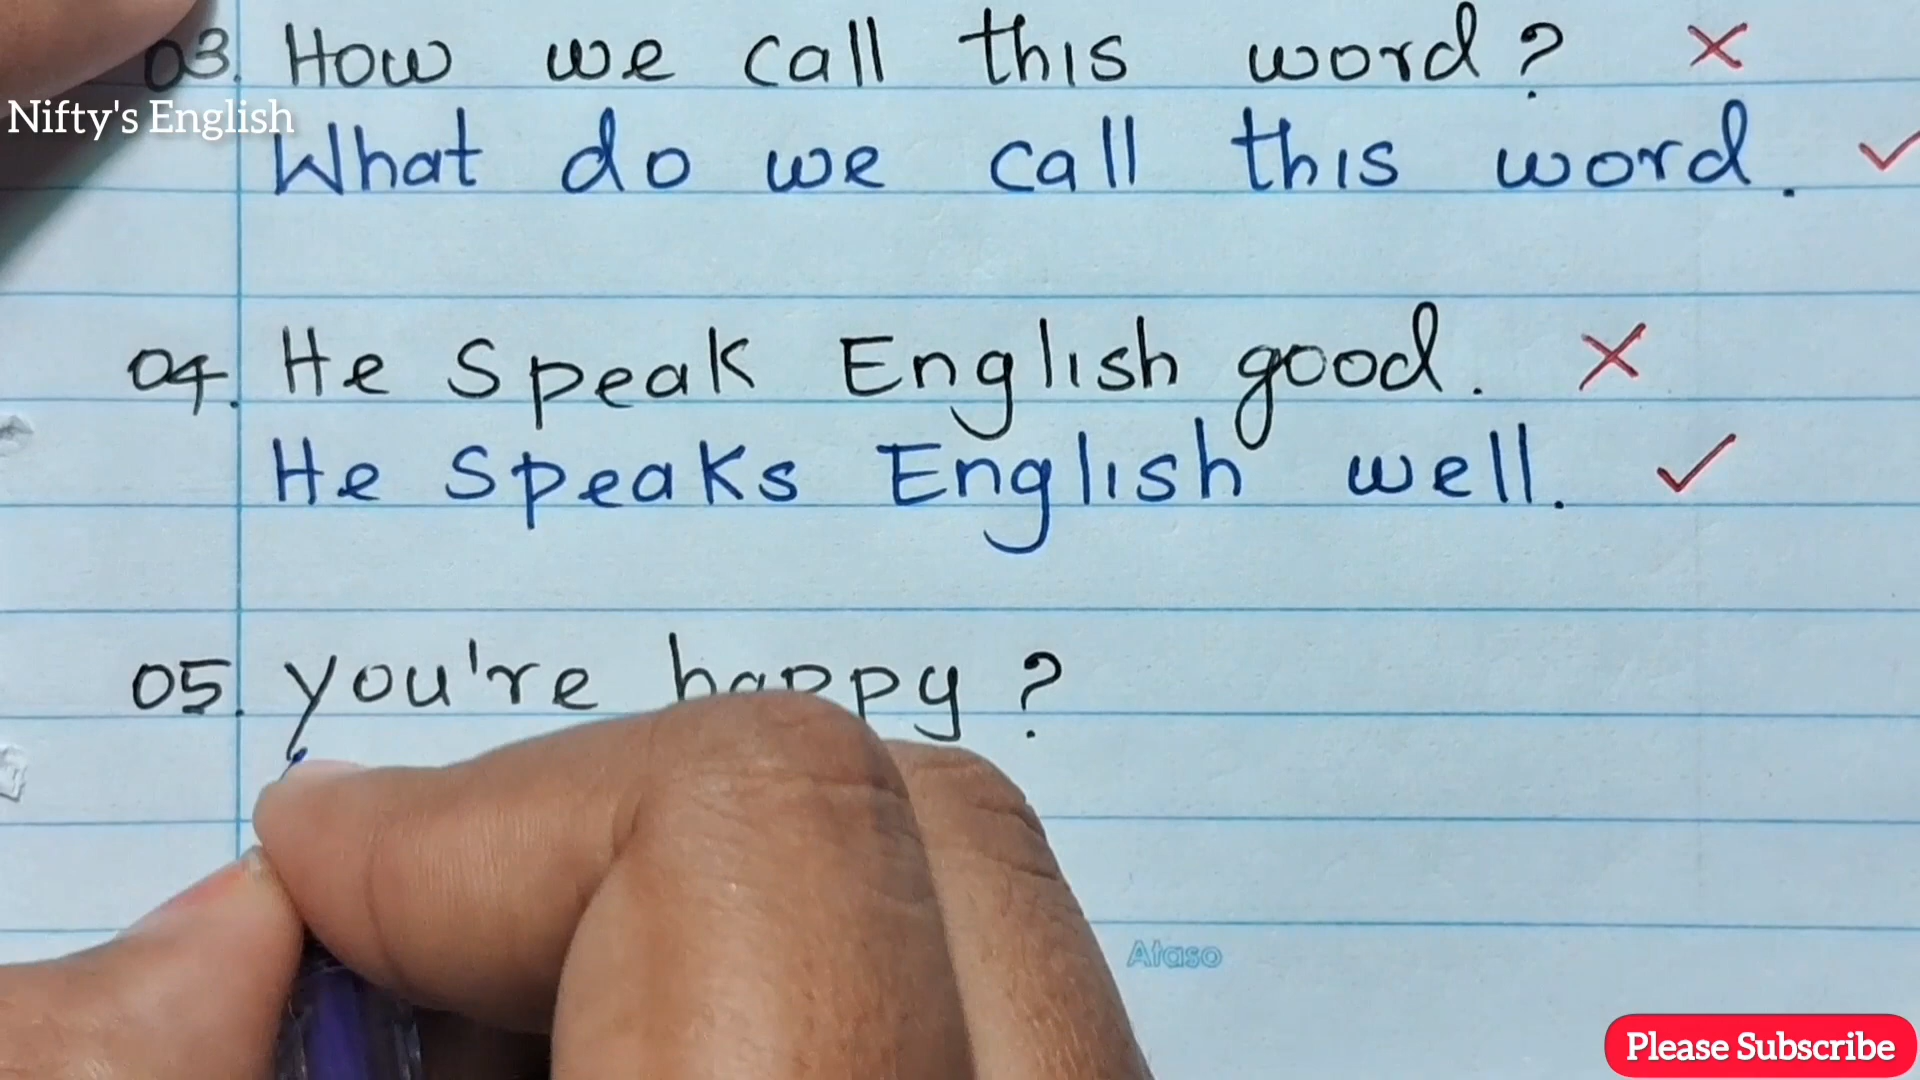 03. How we call this word? ×
Nifty's English
What do we call this word. ✓
04. He Speak English good. ×
He Speaks English well. ✓
05. you're happy?
Ataso
Please Subscribe